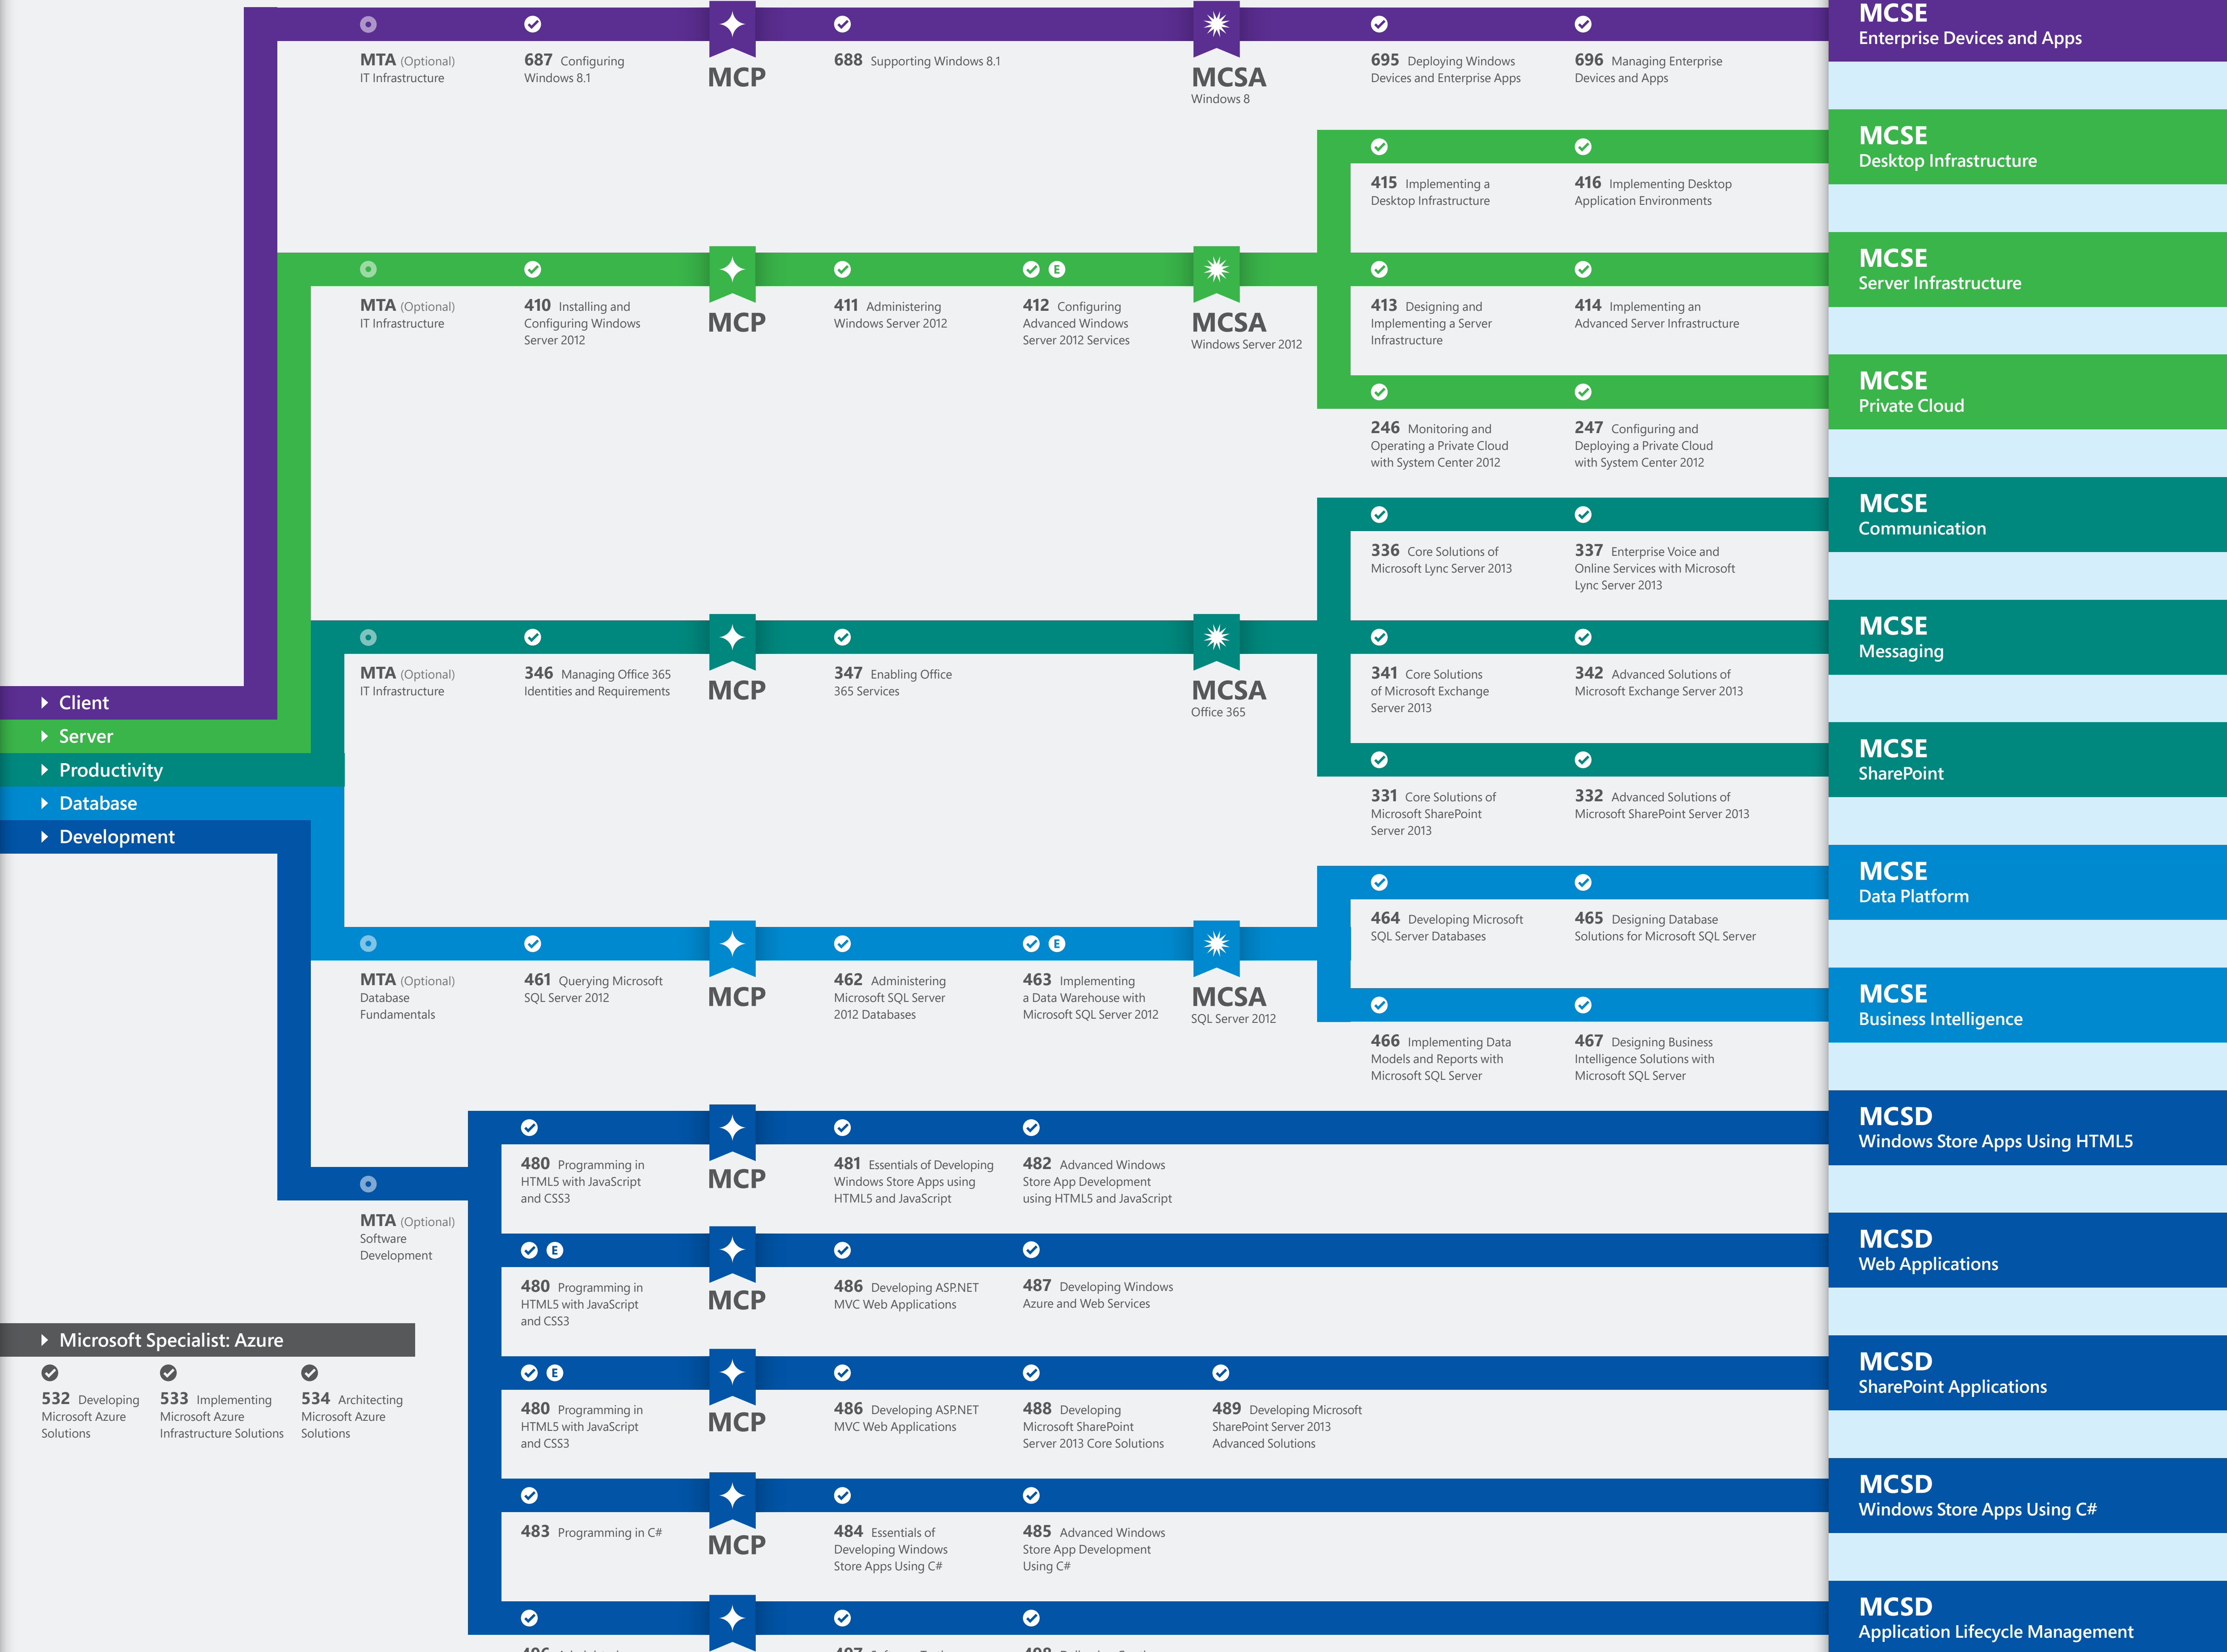 MCSE
Enterprise Devices and Apps
MTA (Optional)
IT Infrastructure
687 Configuring
Windows 8.1
MCP
688 Supporting Windows 8.1
MCSA
Windows 8
695 Deploying Windows
Devices and Enterprise Apps
696 Managing Enterprise
Devices and Apps
MCSE
Desktop Infrastructure
415 Implementing a
Desktop Infrastructure
416 Implementing Desktop
Application Environments
MCSE
Server Infrastructure
E
MTA (Optional)
IT Infrastructure
410 Installing and
Configuring Windows
Server 2012
MCP
411 Administering
Windows Server 2012
412 Configuring
Advanced Windows
Server 2012 Services
MCSA
Windows Server 2012
413 Designing and
Implementing a Server
Infrastructure
414 Implementing an
Advanced Server Infrastructure
MCSE
Private Cloud
246 Monitoring and
Operating a Private Cloud
with System Center 2012
247 Configuring and
Deploying a Private Cloud
with System Center 2012
MCSE
Communication
336 Core Solutions of
Microsoft Lync Server 2013
337 Enterprise Voice and
Online Services with Microsoft
Lync Server 2013
MCSE
Messaging
MTA (Optional)
IT Infrastructure
346 Managing Office 365
Identities and Requirements
MCP
347 Enabling Office
365 Services
MCSA
Office 365
341 Core Solutions
of Microsoft Exchange
Server 2013
342 Advanced Solutions of
Microsoft Exchange Server 2013
Client
Server
Productivity
Database
Development
MCSE
SharePoint
331 Core Solutions of
Microsoft SharePoint
Server 2013
332 Advanced Solutions of
Microsoft SharePoint Server 2013
MCSE
Data Platform
464 Developing Microsoft
SQL Server Databases
465 Designing Database
Solutions for Microsoft SQL Server
E
MTA (Optional)
Database
Fundamentals
461 Querying Microsoft
SQL Server 2012
MCP
462 Administering
Microsoft SQL Server
2012 Databases
463 Implementing
a Data Warehouse with
Microsoft SQL Server 2012
MCSA
SQL Server 2012
MCSE
Business Intelligence
466 Implementing Data
Models and Reports with
Microsoft SQL Server
467 Designing Business
Intelligence Solutions with
Microsoft SQL Server
MCSD
Windows Store Apps Using HTML5
480 Programming in
HTML5 with JavaScript
and CSS3
MCP
481 Essentials of Developing
Windows Store Apps using
HTML5 and JavaScript
482 Advanced Windows
Store App Development
using HTML5 and JavaScript
MTA (Optional)
Software
Development
MCSD
Web Applications
E
480 Programming in
HTML5 with JavaScript
and CSS3
MCP
486 Developing ASP.NET
MVC Web Applications
487 Developing Windows
Azure and Web Services
Microsoft Specialist: Azure
532 Developing
Microsoft Azure
Solutions
533 Implementing
Microsoft Azure
Infrastructure Solutions
534 Architecting
Microsoft Azure
Solutions
MCSD
SharePoint Applications
E
480 Programming in
HTML5 with JavaScript
and CSS3
MCP
486 Developing ASP.NET
MVC Web Applications
488 Developing
Microsoft SharePoint
Server 2013 Core Solutions
489 Developing Microsoft
SharePoint Server 2013
Advanced Solutions
MCSD
Windows Store Apps Using C#
483 Programming in C#
MCP
484 Essentials of
Developing Windows
Store Apps Using C#
485 Advanced Windows
Store App Development
Using C#
MCSD
Application Lifecycle Management